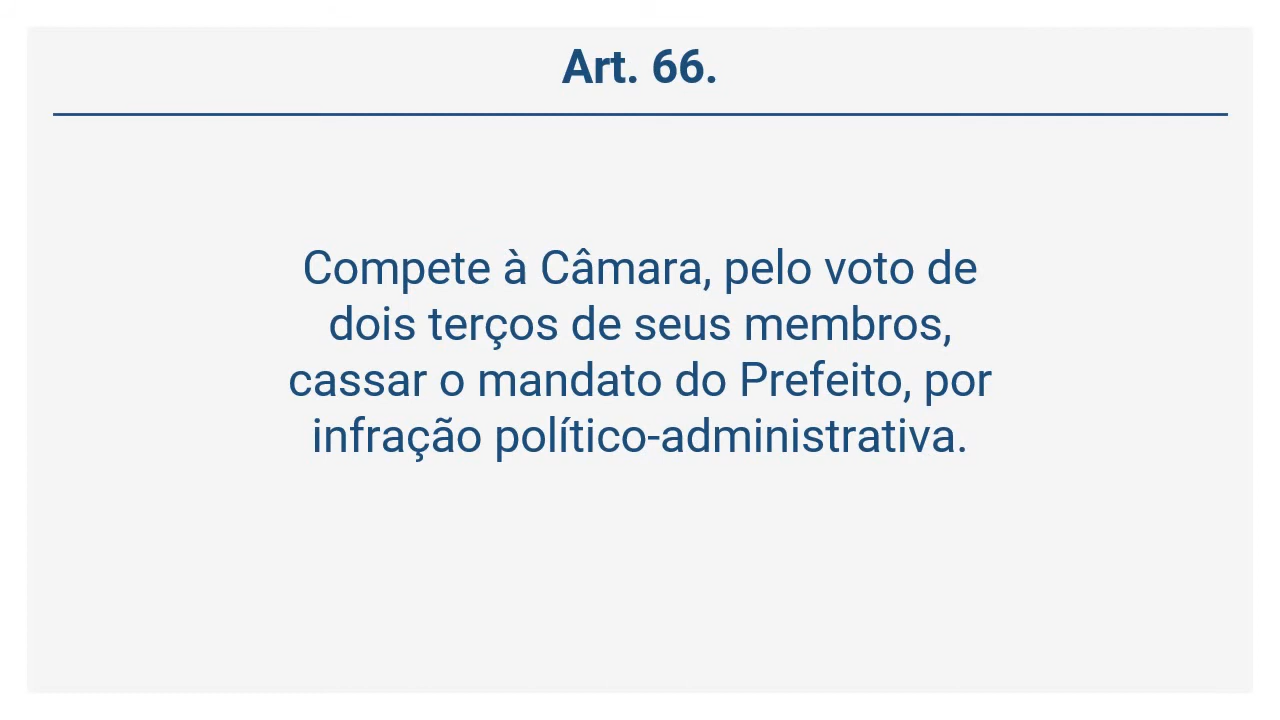 Art. 66.
Compete à Câmara, pelo voto de
dois terços de seus membros,
cassar o mandato do Prefeito, por
infração político-administrativa.